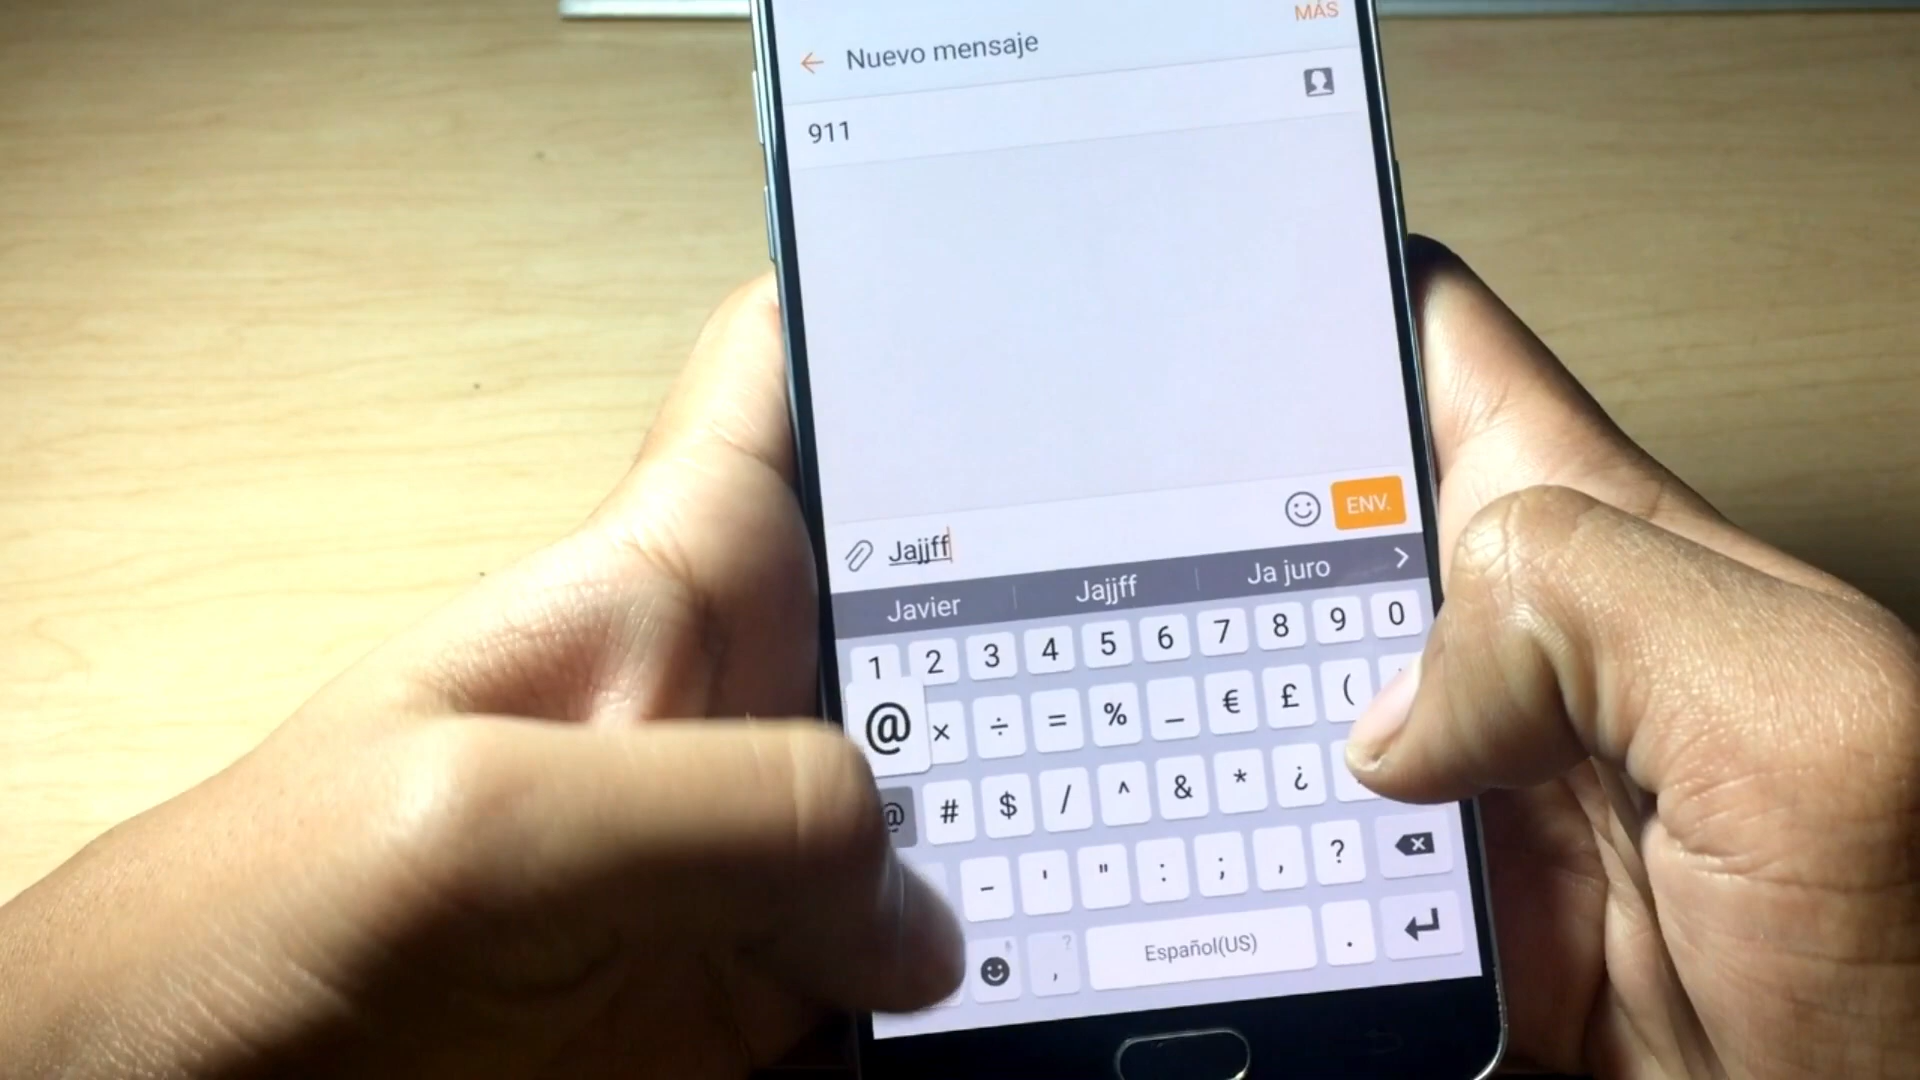 MÁS
Nuevo mensaje
911
Jajjff
ENV.
Javier Jajjff Ja juro
1 2 3 4 5 6 7 8 9 0
@ × ÷ = % _ € £ (
@ # $ / ^ & * ¿
- ' " : ; , ?
, ? Español(US) .